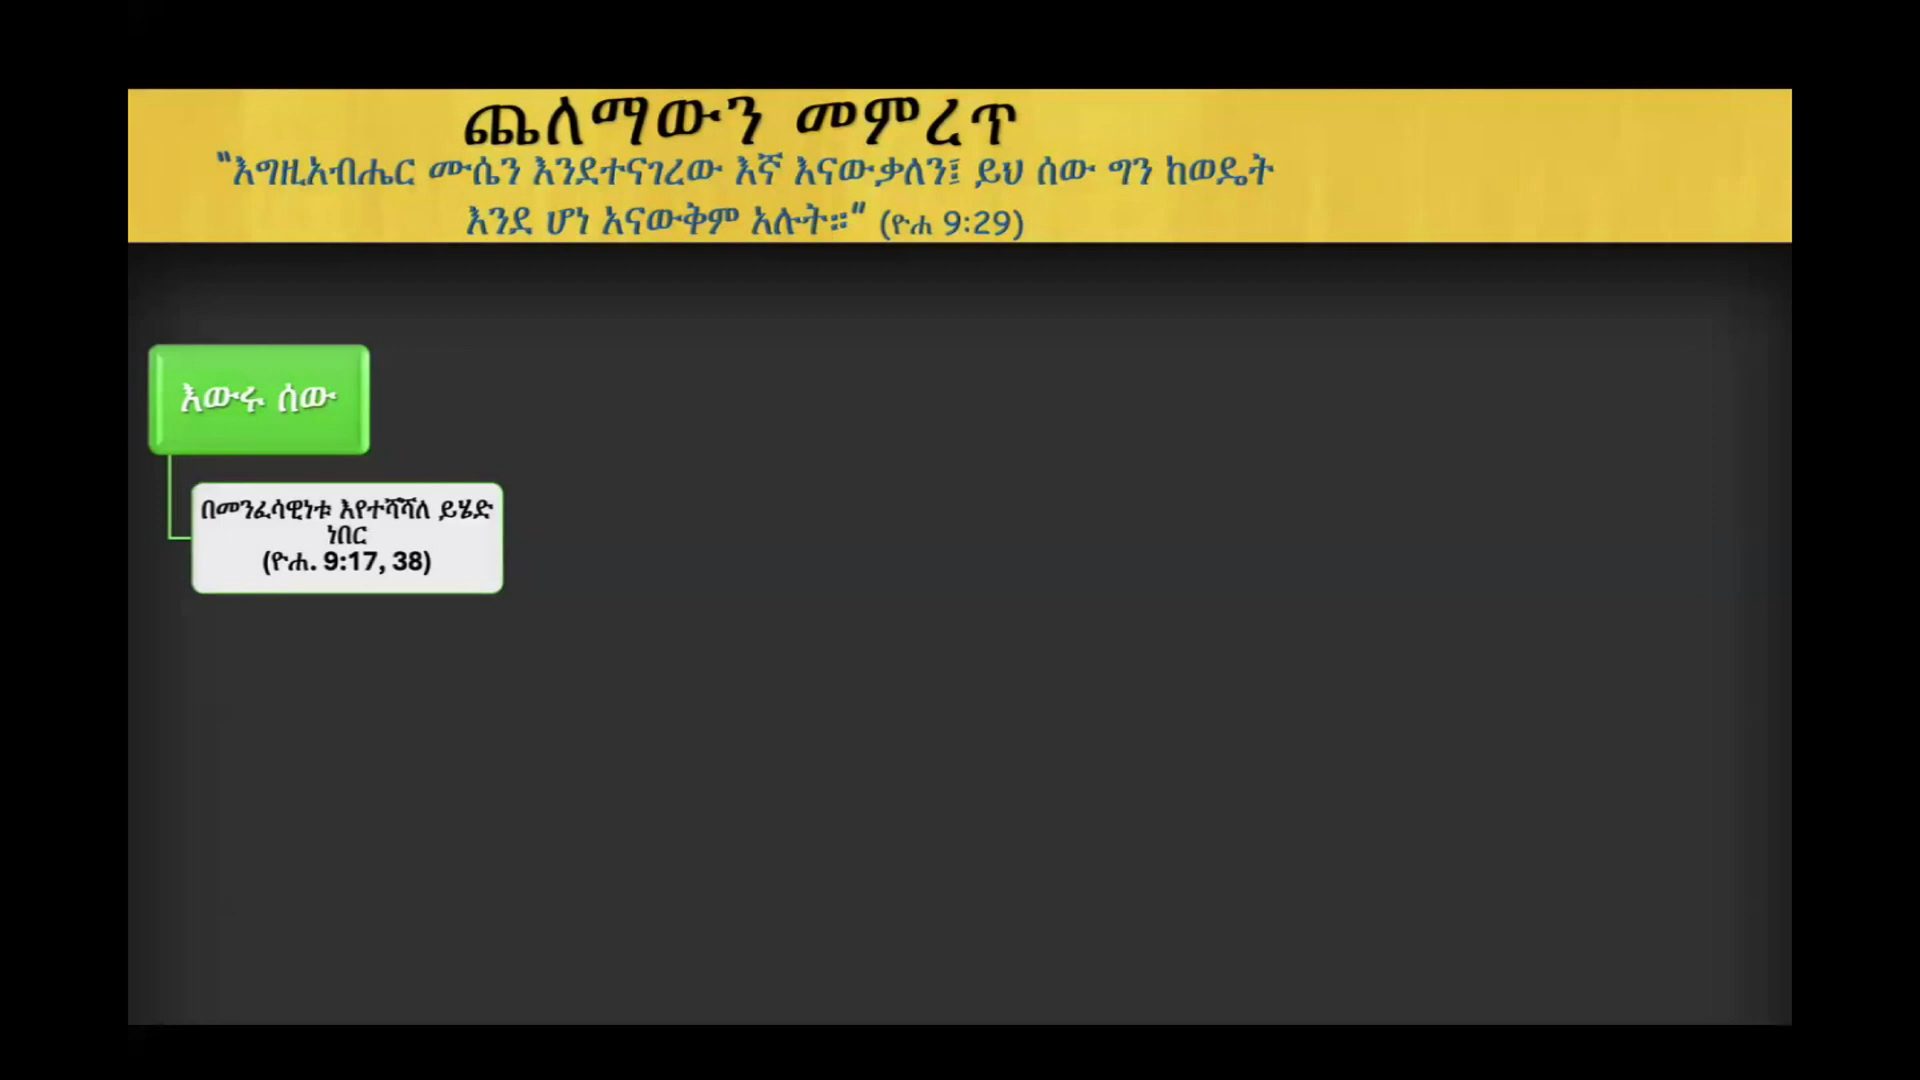 ጨለማውን መምረጥ
"እግዚአብሔር ሙሴን እንደተናገረው እኛ እናውቃለን፤ ይህ ሰው ግን ከወዴት
እንደ ሆነ አናውቅም አሉት።" (ዮሐ 9:29)
እውሩ ሰው
በመንፈሳዊነቱ እየተሻሻለ ይሄድ
ነበር
(ዮሐ. 9:17, 38)